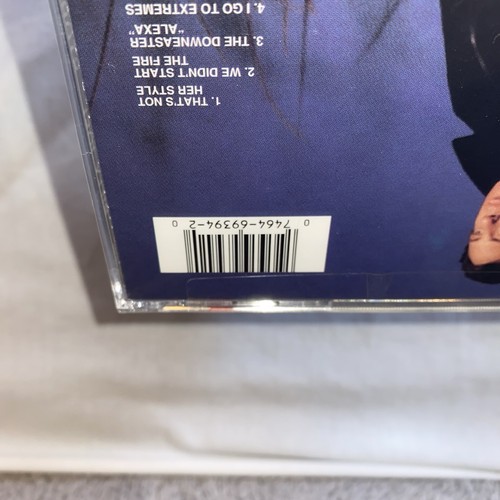 1. THAT'S NOT
HER STYLE
2. WE DIDN'T START
THE FIRE
3. THE DOWNEASTER
"ALEXA"
4. I GO TO EXTREMES
0 7464-69394-2 0